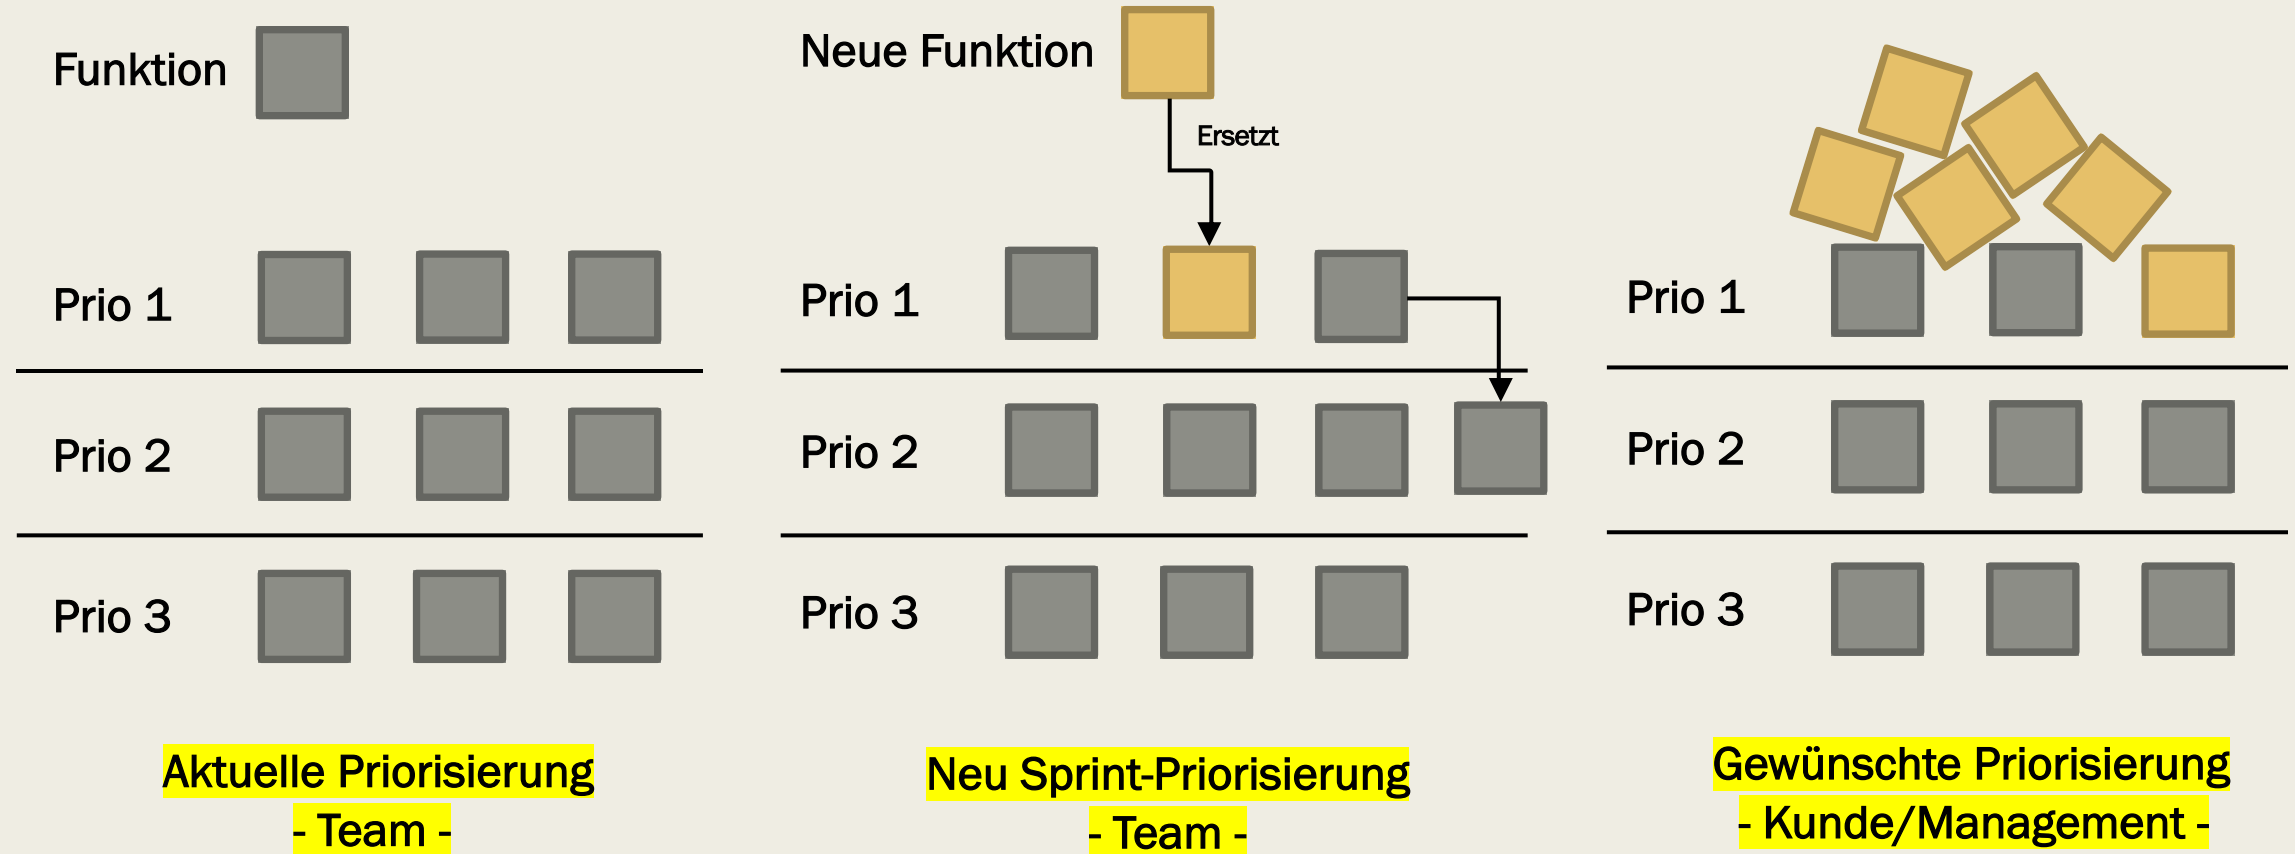 Funktion
Prio 1
Prio 2
Prio 3
Aktuelle Priorisierung
- Team -
Neue Funktion
Ersetzt
Prio 1
Prio 2
Prio 3
Neu Sprint-Priorisierung
- Team -
Prio 1
Prio 2
Prio 3
Gewünschte Priorisierung
- Kunde/Management -